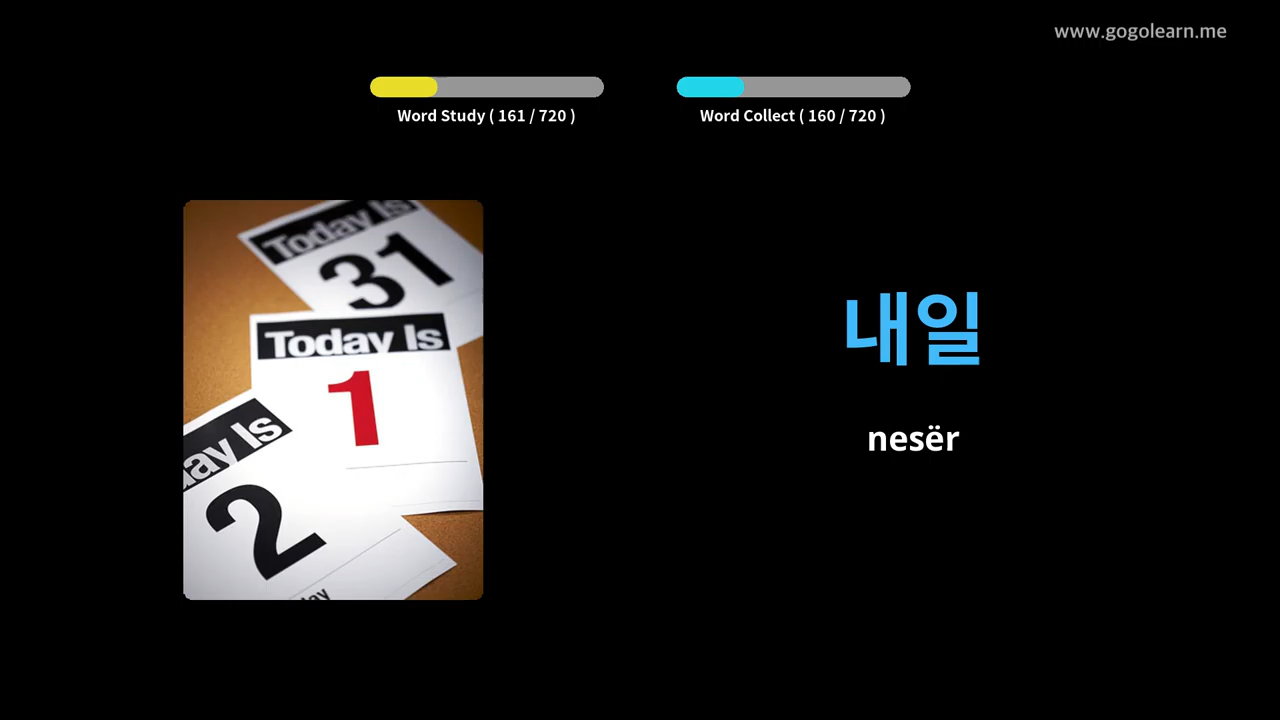 www.gogolearn.me
Word Study ( 161 / 720 )
Word Collect ( 160 / 720 )
Today Is
31
Today Is
1
ay Is
2
ay
내일
nesër